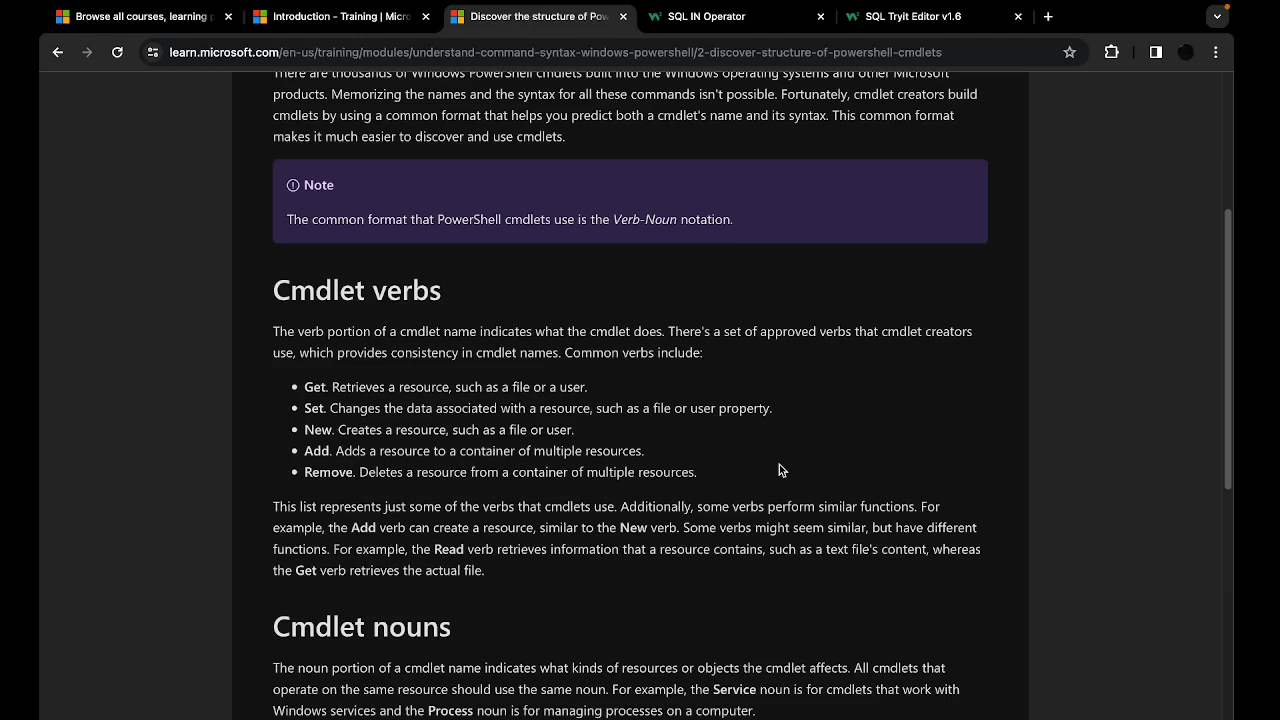 Browse all courses, learning p
Introduction - Training | Micro
Discover the structure of Pow
SQL IN Operator
SQL Tryit Editor v1.6
learn.microsoft.com/en-us/training/modules/understand-command-syntax-windows-powershell/2-discover-structure-of-powershell-cmdlets
There are thousands of Windows PowerShell cmdlets built into the Windows operating systems and other Microsoft
products. Memorizing the names and the syntax for all these commands isn't possible. Fortunately, cmdlet creators build
cmdlets by using a common format that helps you predict both a cmdlet's name and its syntax. This common format
makes it much easier to discover and use cmdlets.
Note
The common format that PowerShell cmdlets use is the Verb-Noun notation.
Cmdlet verbs
The verb portion of a cmdlet name indicates what the cmdlet does. There's a set of approved verbs that cmdlet creators
use, which provides consistency in cmdlet names. Common verbs include:
• Get. Retrieves a resource, such as a file or a user.
• Set. Changes the data associated with a resource, such as a file or user property.
• New. Creates a resource, such as a file or user.
• Add. Adds a resource to a container of multiple resources.
• Remove. Deletes a resource from a container of multiple resources.
This list represents just some of the verbs that cmdlets use. Additionally, some verbs perform similar functions. For
example, the Add verb can create a resource, similar to the New verb. Some verbs might seem similar, but have different
functions. For example, the Read verb retrieves information that a resource contains, such as a text file's content, whereas
the Get verb retrieves the actual file.
Cmdlet nouns
The noun portion of a cmdlet name indicates what kinds of resources or objects the cmdlet affects. All cmdlets that
operate on the same resource should use the same noun. For example, the Service noun is for cmdlets that work with
Windows services and the Process noun is for managing processes on a computer.